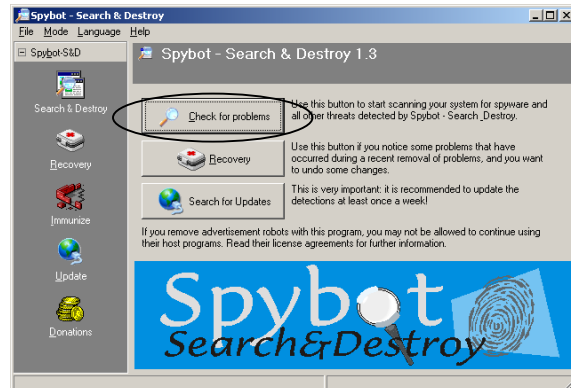 Spybot - Search & Destroy
File Mode Language Help
Spybot-S&D
Search & Destroy
Recovery
Immunize
Update
Donations
Spybot - Search & Destroy 1.3
Check for problems
Use this button to start scanning your system for spyware and
all other threats detected by Spybot - Search _Destroy.
Recovery
Use this button if you notice some problems that have
occurred during a recent removal of problems, and you want
to undo some changes.
Search for Updates
This is very important: it is recommended to update the
detections at least once a week!
If you remove advertisement robots with this program, you may not be allowed to continue using
their host programs. Read their license agreements for further information.
Spybot
Search&Destroy